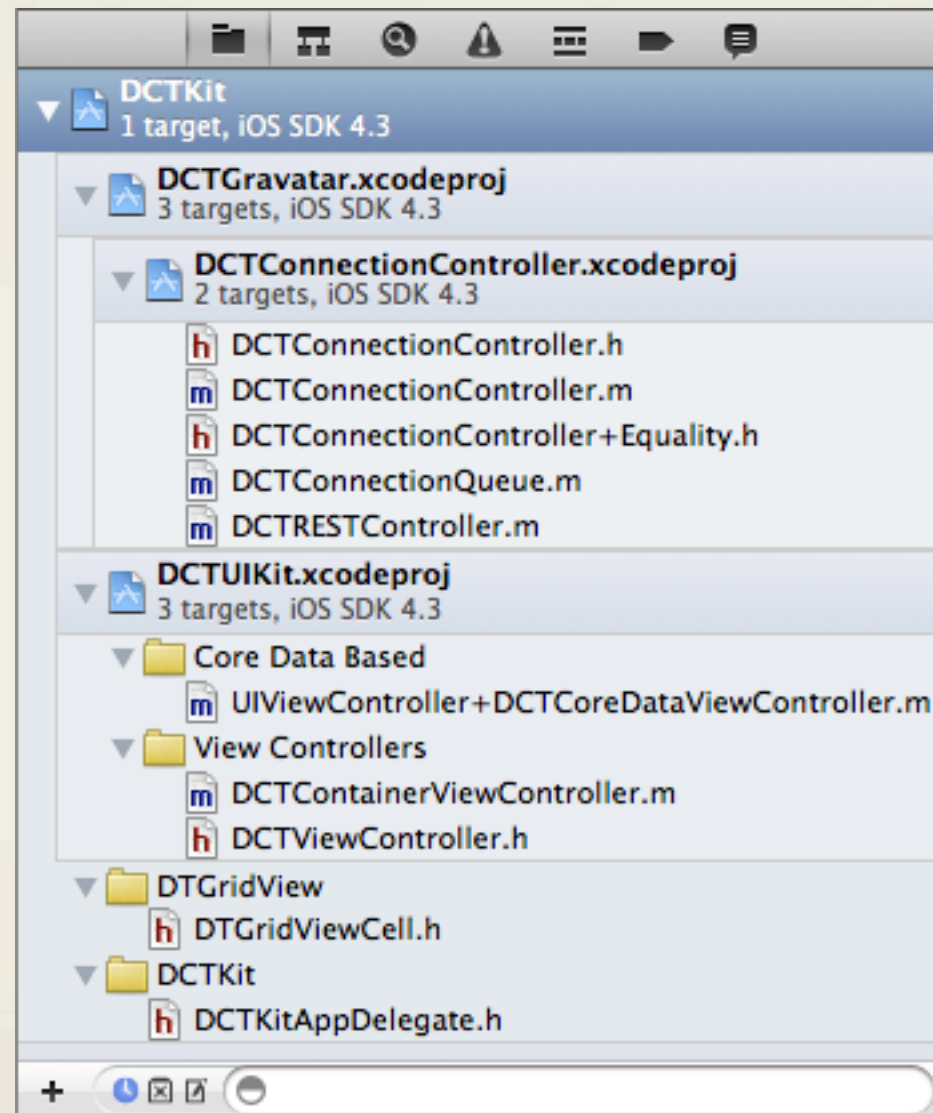 DCTKit
1 target, iOS SDK 4.3
DCTGravatar.xcodeproj
3 targets, iOS SDK 4.3
DCTConnectionController.xcodeproj
2 targets, iOS SDK 4.3
h DCTConnectionController.h
m DCTConnectionController.m
h DCTConnectionController+Equality.h
m DCTConnectionQueue.m
m DCTRESTController.m
DCTUIKit.xcodeproj
3 targets, iOS SDK 4.3
Core Data Based
m UIViewController+DCTCoreDataViewController.m
View Controllers
m DCTContainerViewController.m
h DCTViewController.h
DTGridView
h DTGridViewCell.h
DCTKit
h DCTKitAppDelegate.h